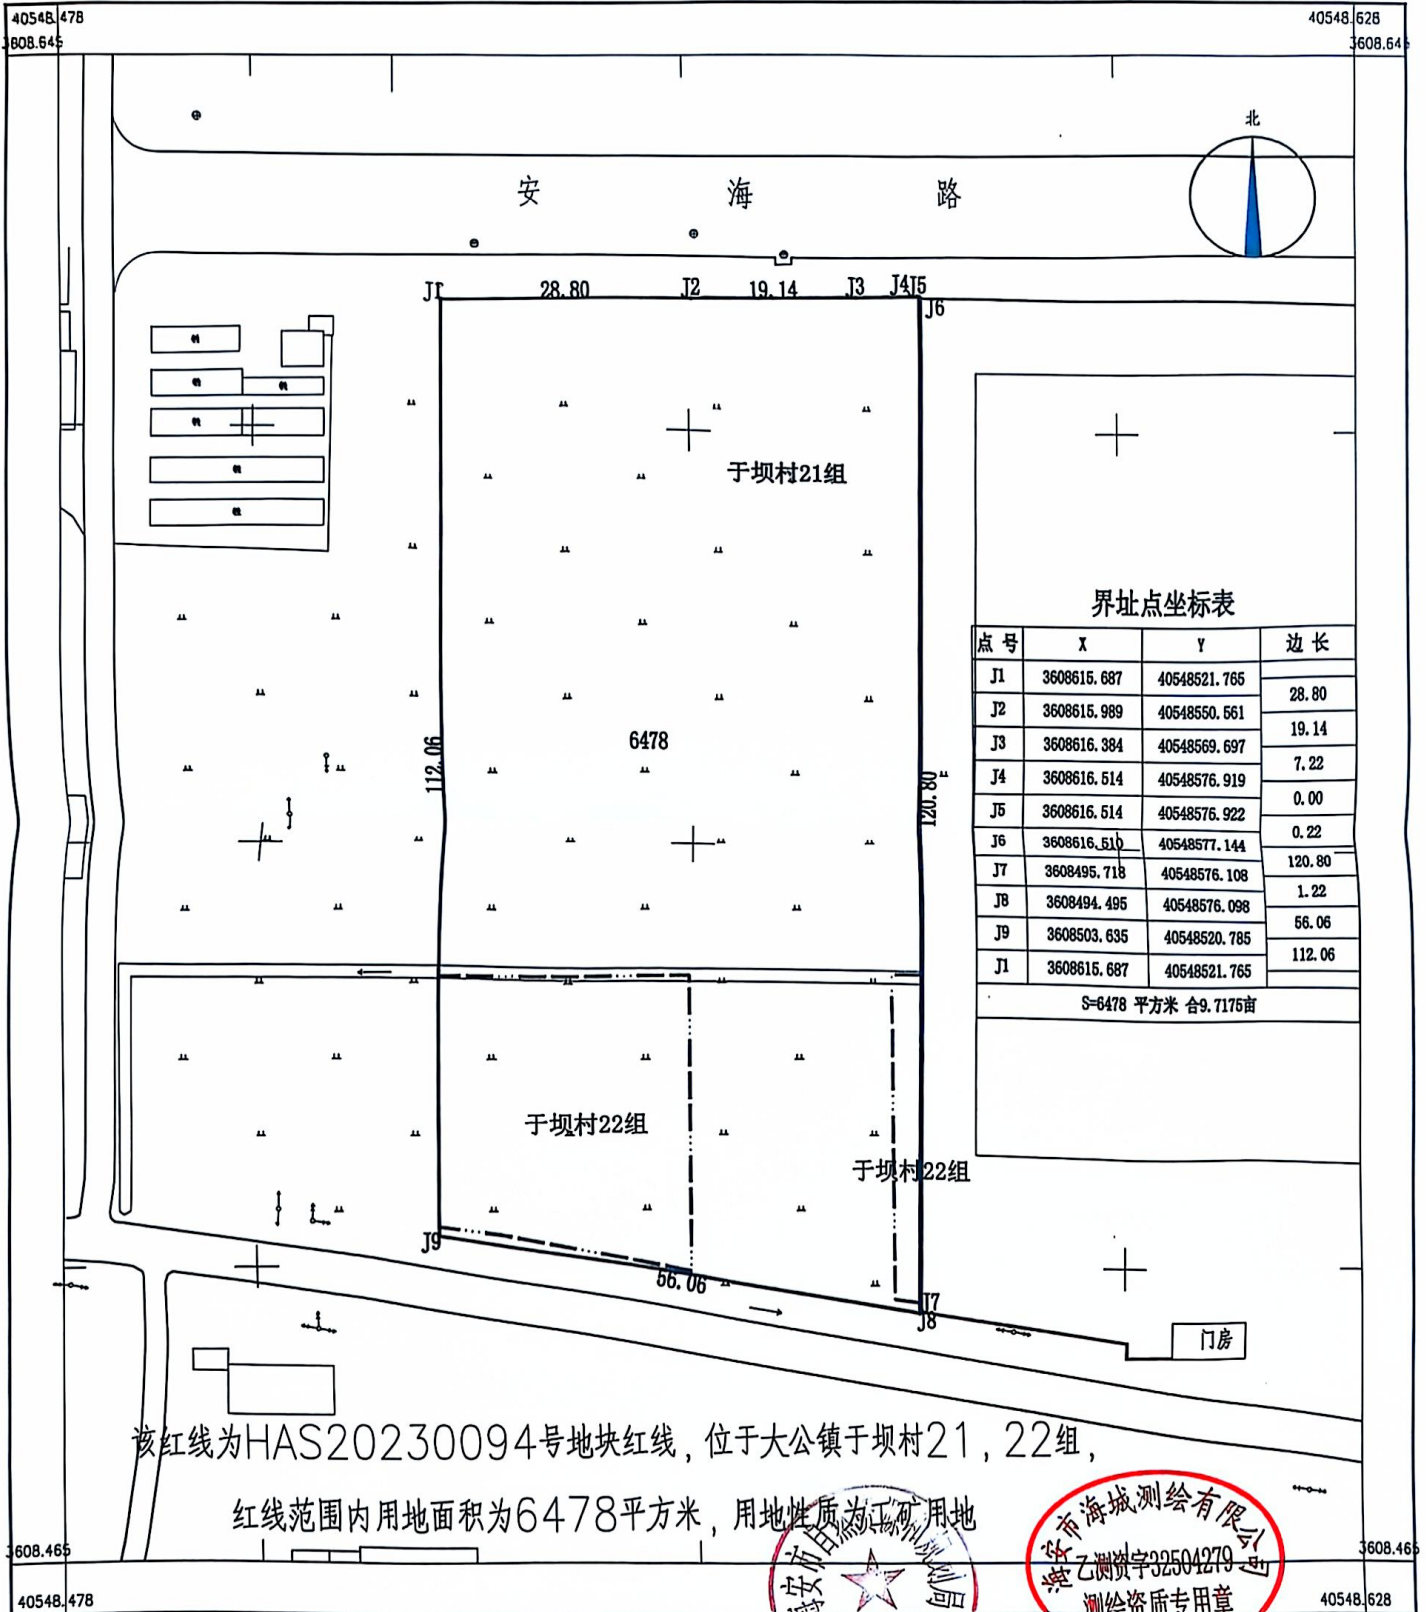 40548.478
40548.628
3608.645
3608.645
北
安 海 路
J1 28.80 J2 19.14 J3 J4 J5
J6
于坝村21组
6478
112.06
120.80
界址点坐标表
点号 X Y 边长
J1 3608615.687 40548521.765
28.80
J2 3608615.989 40548550.561
19.14
J3 3608616.384 40548569.697
7.22
J4 3608616.514 40548576.919
0.00
J5 3608616.514 40548576.922
0.22
J6 3608616.510 40548577.144
120.80
J7 3608495.718 40548576.108
1.22
J8 3608494.495 40548576.098
56.06
J9 3608503.635 40548520.785
112.06
J1 3608615.687 40548521.765
S=6478 平方米 合9.7175亩
于坝村22组
于坝村22组
J9
56.06
J7
J8
门房
该红线为HAS20230094号地块红线，位于大公镇于坝村21，22组，
红线范围内用地面积为6478平方米，用地性质为工矿用地
海安市海城测绘有限公司
乙测资字32504279
测绘资质专用章
3608.465
3608.465
40548.478
40548.628